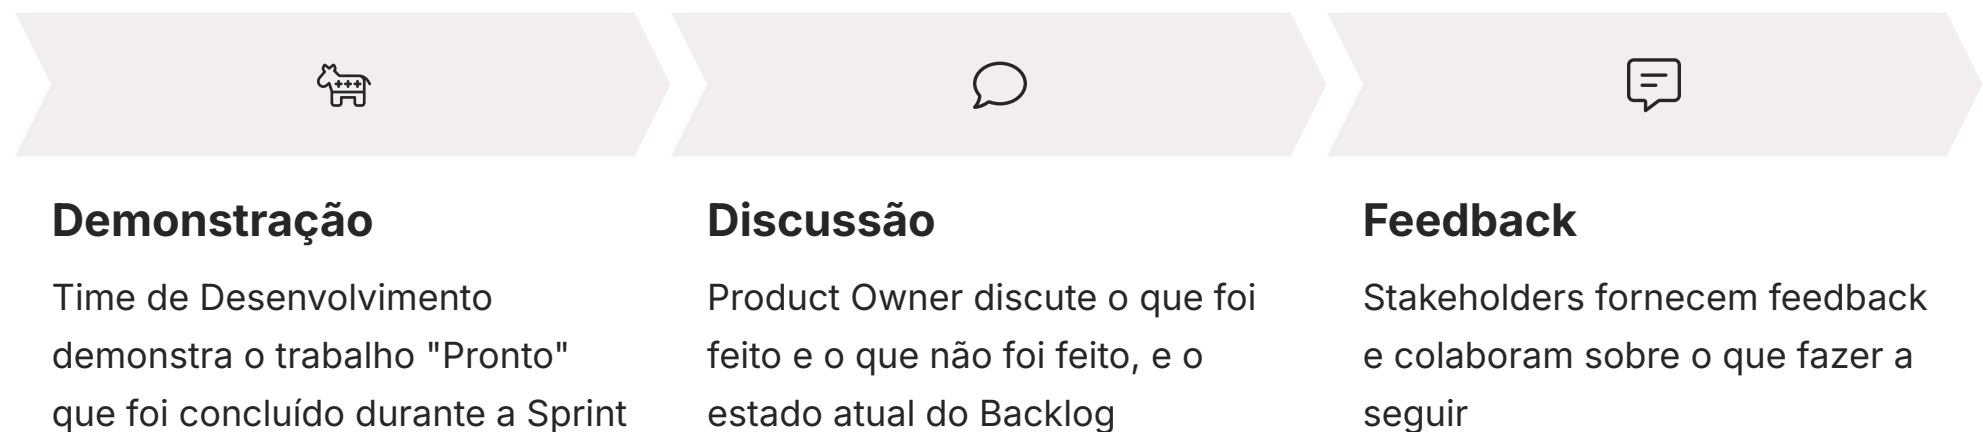 Demonstração
Time de Desenvolvimento
demonstra o trabalho "Pronto"
que foi concluído durante a Sprint
Discussão
Product Owner discute o que foi
feito e o que não foi feito, e o
estado atual do Backlog
Feedback
Stakeholders fornecem feedback
e colaboram sobre o que fazer a
seguir